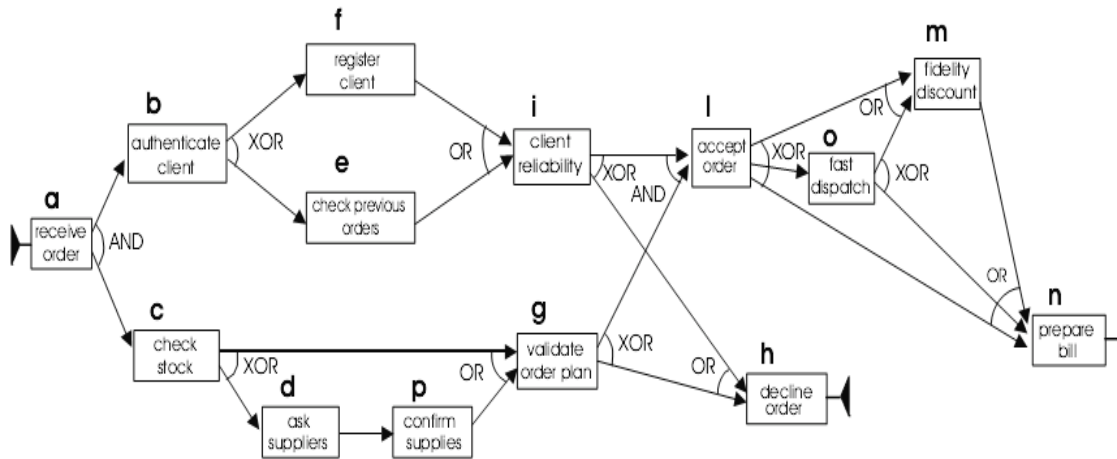 f
register
client
m
fidelity
discount
b
authenticate
client
XOR
i
client
reliability
OR
l
accept
order
OR
XOR
o
fast
dispatch
XOR
e
check previous
orders
XOR
AND
a
receive
order
AND
c
check
stock
XOR
g
validate
order plan
OR
XOR
OR
n
prepare
bill
OR
h
decline
order
d
ask
suppliers
p
confirm
supplies